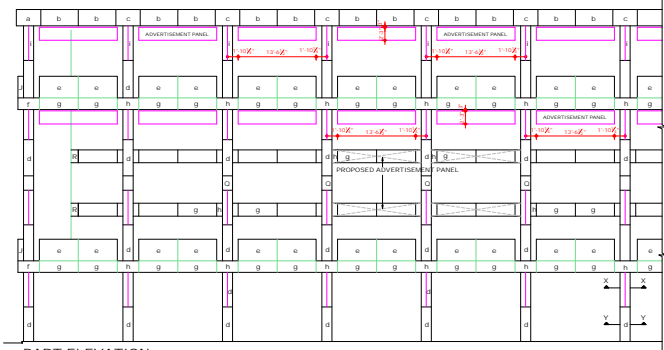 a b b c b b c b b c b b c b b c b b c
i ADVERTISEMENT PANEL i i i ADVERTISEMENT PANEL i i
1'-10½" 13'-6½" 1'-10½" 1'-10½" 13'-6½" 1'-10½"
J e e d e e e e e e e e e e
f g g h g g h g g h g g h g g h g g h
ADVERTISEMENT PANEL
1'-10½" 13'-6½" 1'-10½" 1'-10½" 13'-6½" 1'-10½"
d d R d h g h g d d
PROPOSED ADVERTISEMENT PANEL
Q Q Q
R g h g h g g
J e e d e e d e e d e e d e e d e e d
f g g h g g h g g h g g h g g h g g h
d d X X
d d d d d d d Y Y
PART ELEVATION